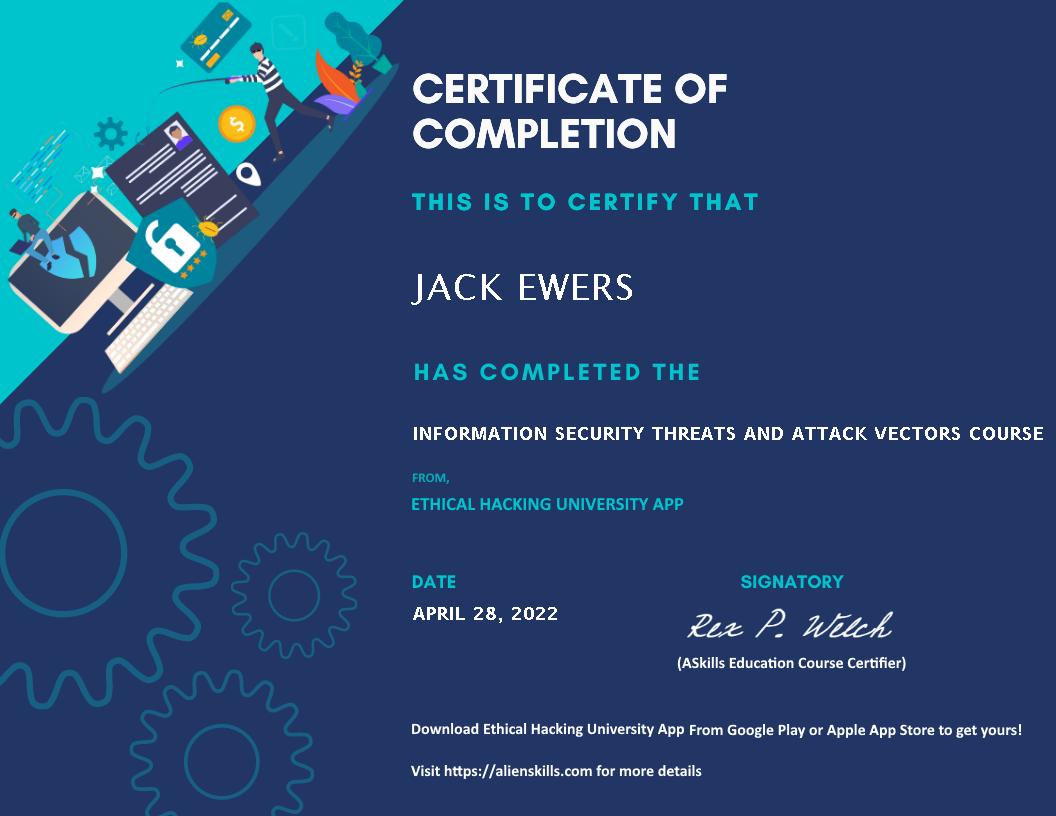 CERTIFICATE OF
COMPLETION
THIS IS TO CERTIFY THAT
JACK EWERS
HAS COMPLETED THE
INFORMATION SECURITY THREATS AND ATTACK VECTORS COURSE
FROM,
ETHICAL HACKING UNIVERSITY APP
DATE
APRIL 28, 2022
SIGNATORY
Rex P. Welch
(ASkills Education Course Certifier)
Download Ethical Hacking University App From Google Play or Apple App Store to get yours!
Visit https://alienskills.com for more details